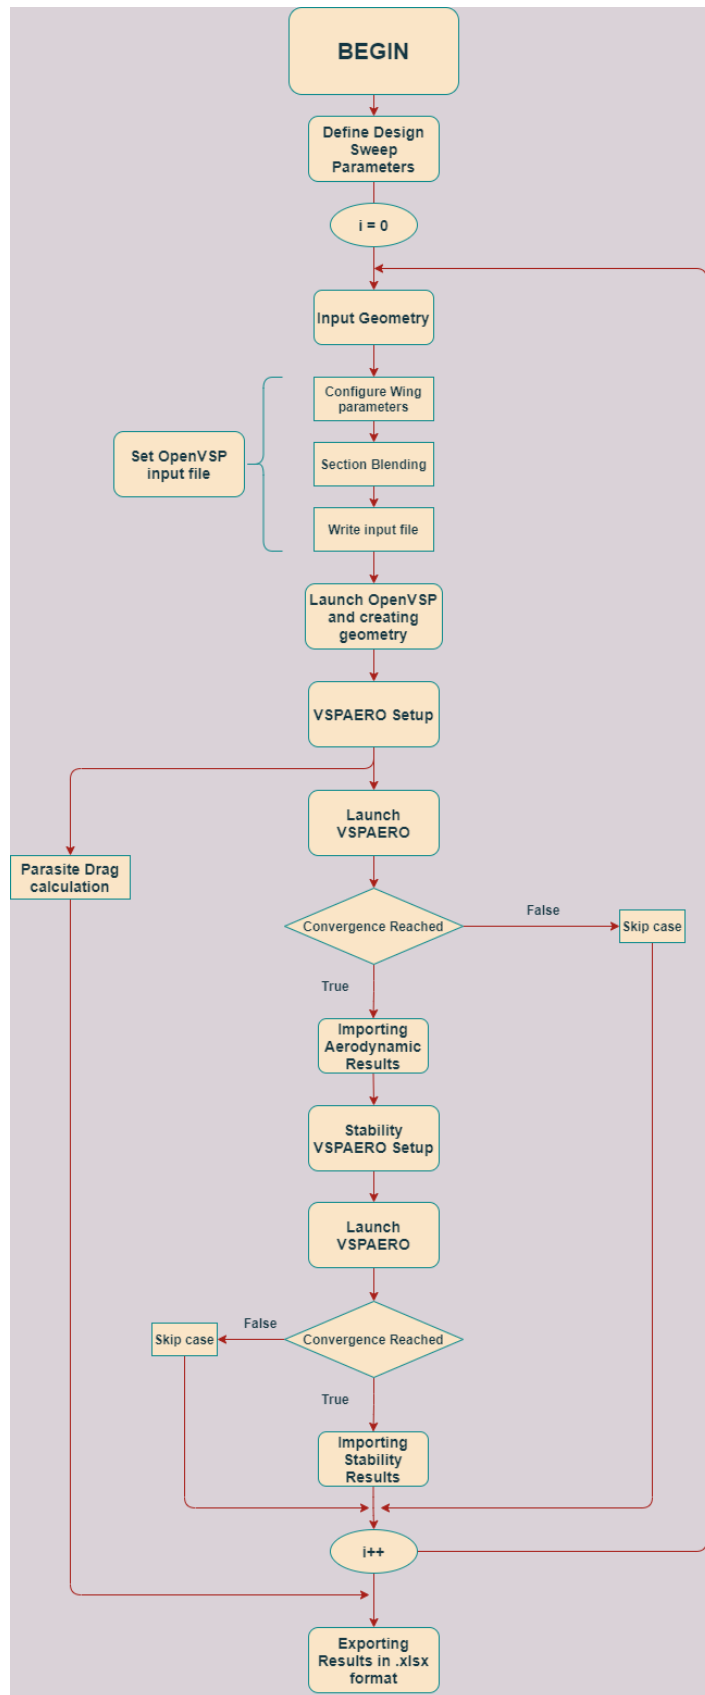 BEGIN
Define Design
Sweep
Parameters
i = 0
Input Geometry
Configure Wing
parameters
Set OpenVSP
input file
Section Blending
Write input file
Launch OpenVSP
and creating
geometry
VSPAERO Setup
Launch
VSPAERO
Parasite Drag
calculation
Convergence Reached
False
Skip case
True
Importing
Aerodynamic
Results
Stability
VSPAERO Setup
Launch
VSPAERO
Convergence Reached
False
Skip case
True
Importing
Stability
Results
i++
Exporting
Results in .xlsx
format